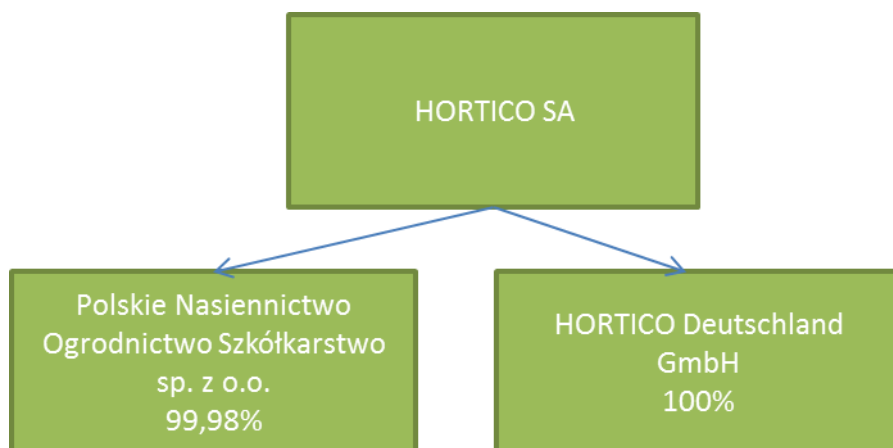 HORTICO SA
Polskie Nasiennictwo
Ogrodnictwo Szkółkarstwo
sp. z o.o.
99,98%
HORTICO Deutschland
GmbH
100%